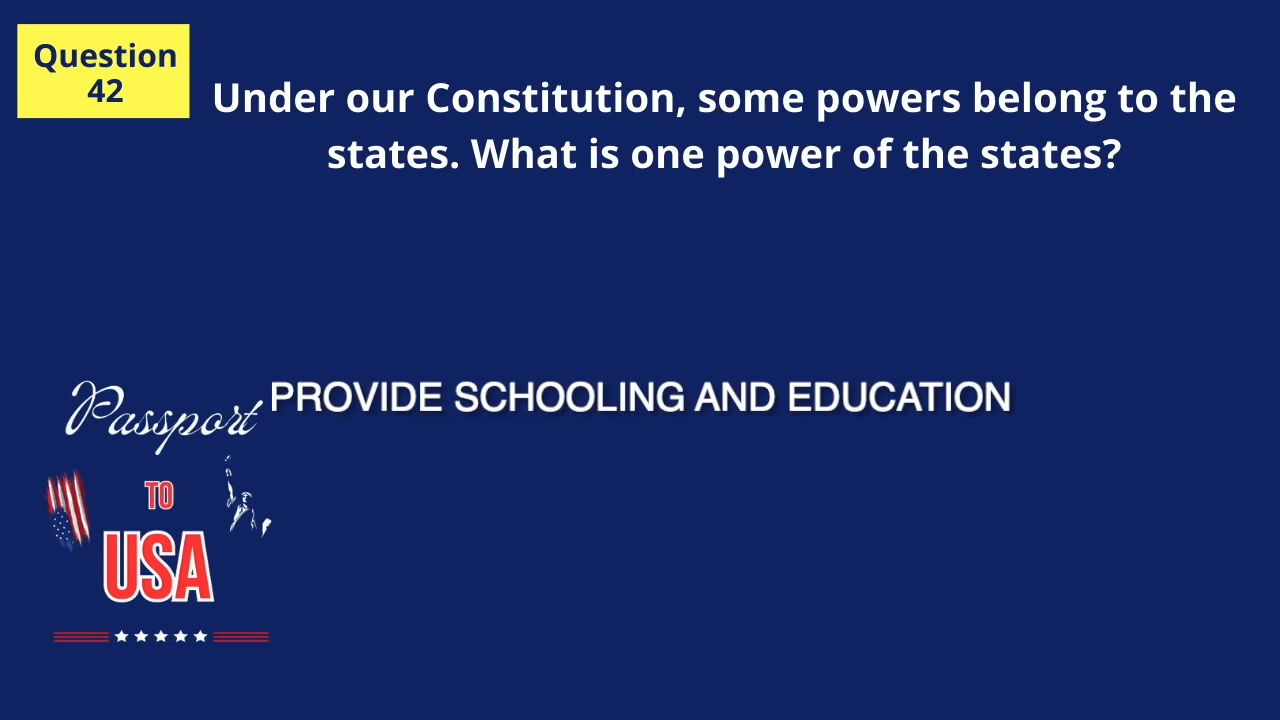 Question
42
Under our Constitution, some powers belong to the
states. What is one power of the states?
PROVIDE SCHOOLING AND EDUCATION
Passport
TO
USA